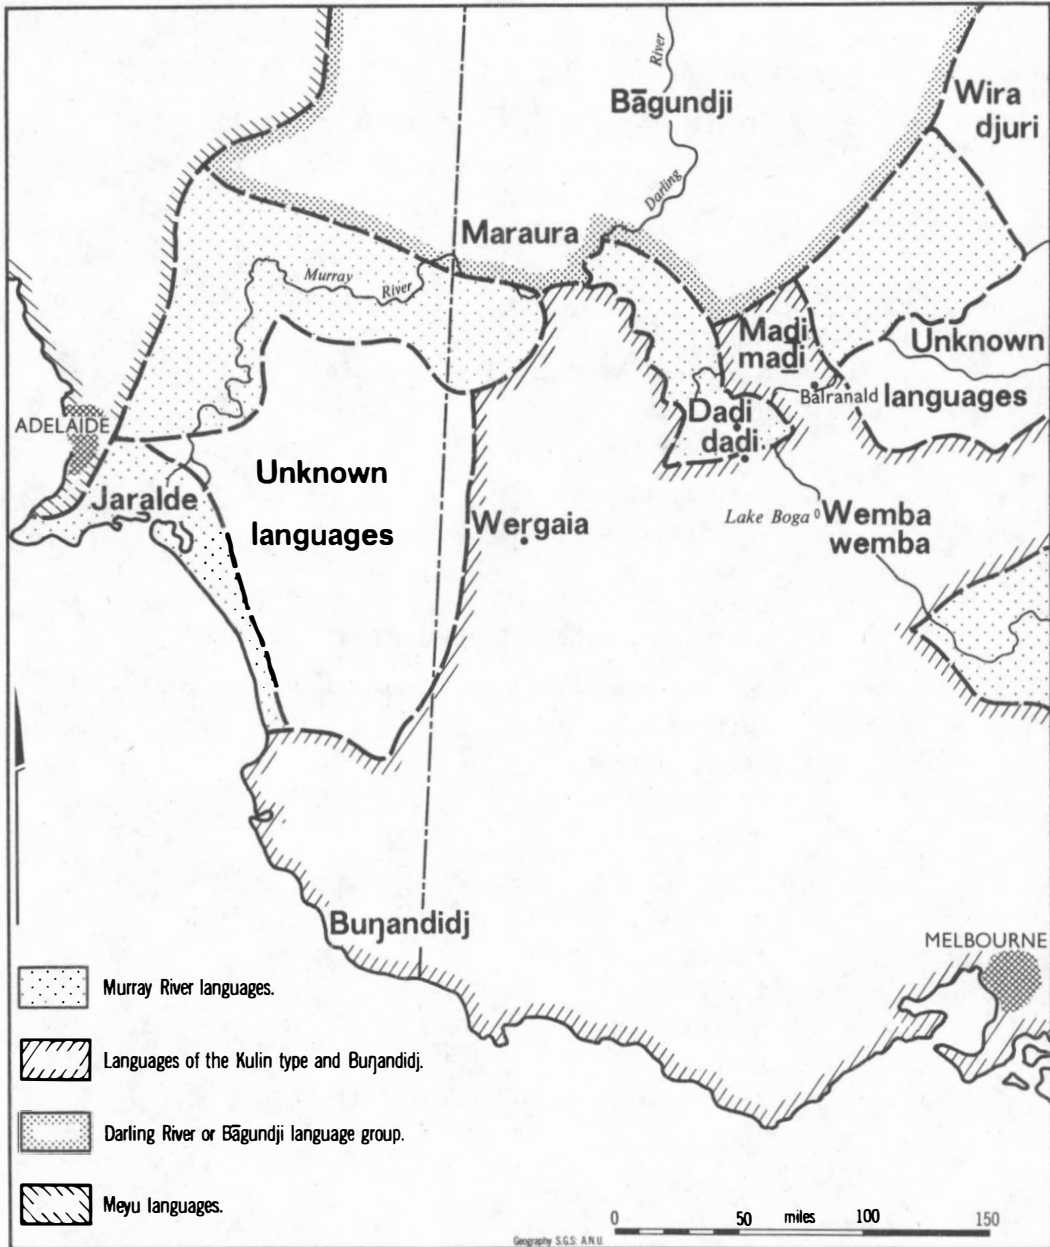 River
Bāgundji
Wira
djuri
Darling
Maraura
Murray
River
Maḏi
maḏi
Unknown
Balranald
languages
ADELAIDE
Dadi
dadi
Unknown
languages
Jaralde
Wergaia
Lake Boga
Wemba
wemba
Buŋandidj
MELBOURNE
Murray River languages.
Languages of the Kulin type and Buŋandidj.
Darling River or Bāgundji language group.
Meyu languages.
0 50 miles 100 150
Geography S.G.S: A.N.U.